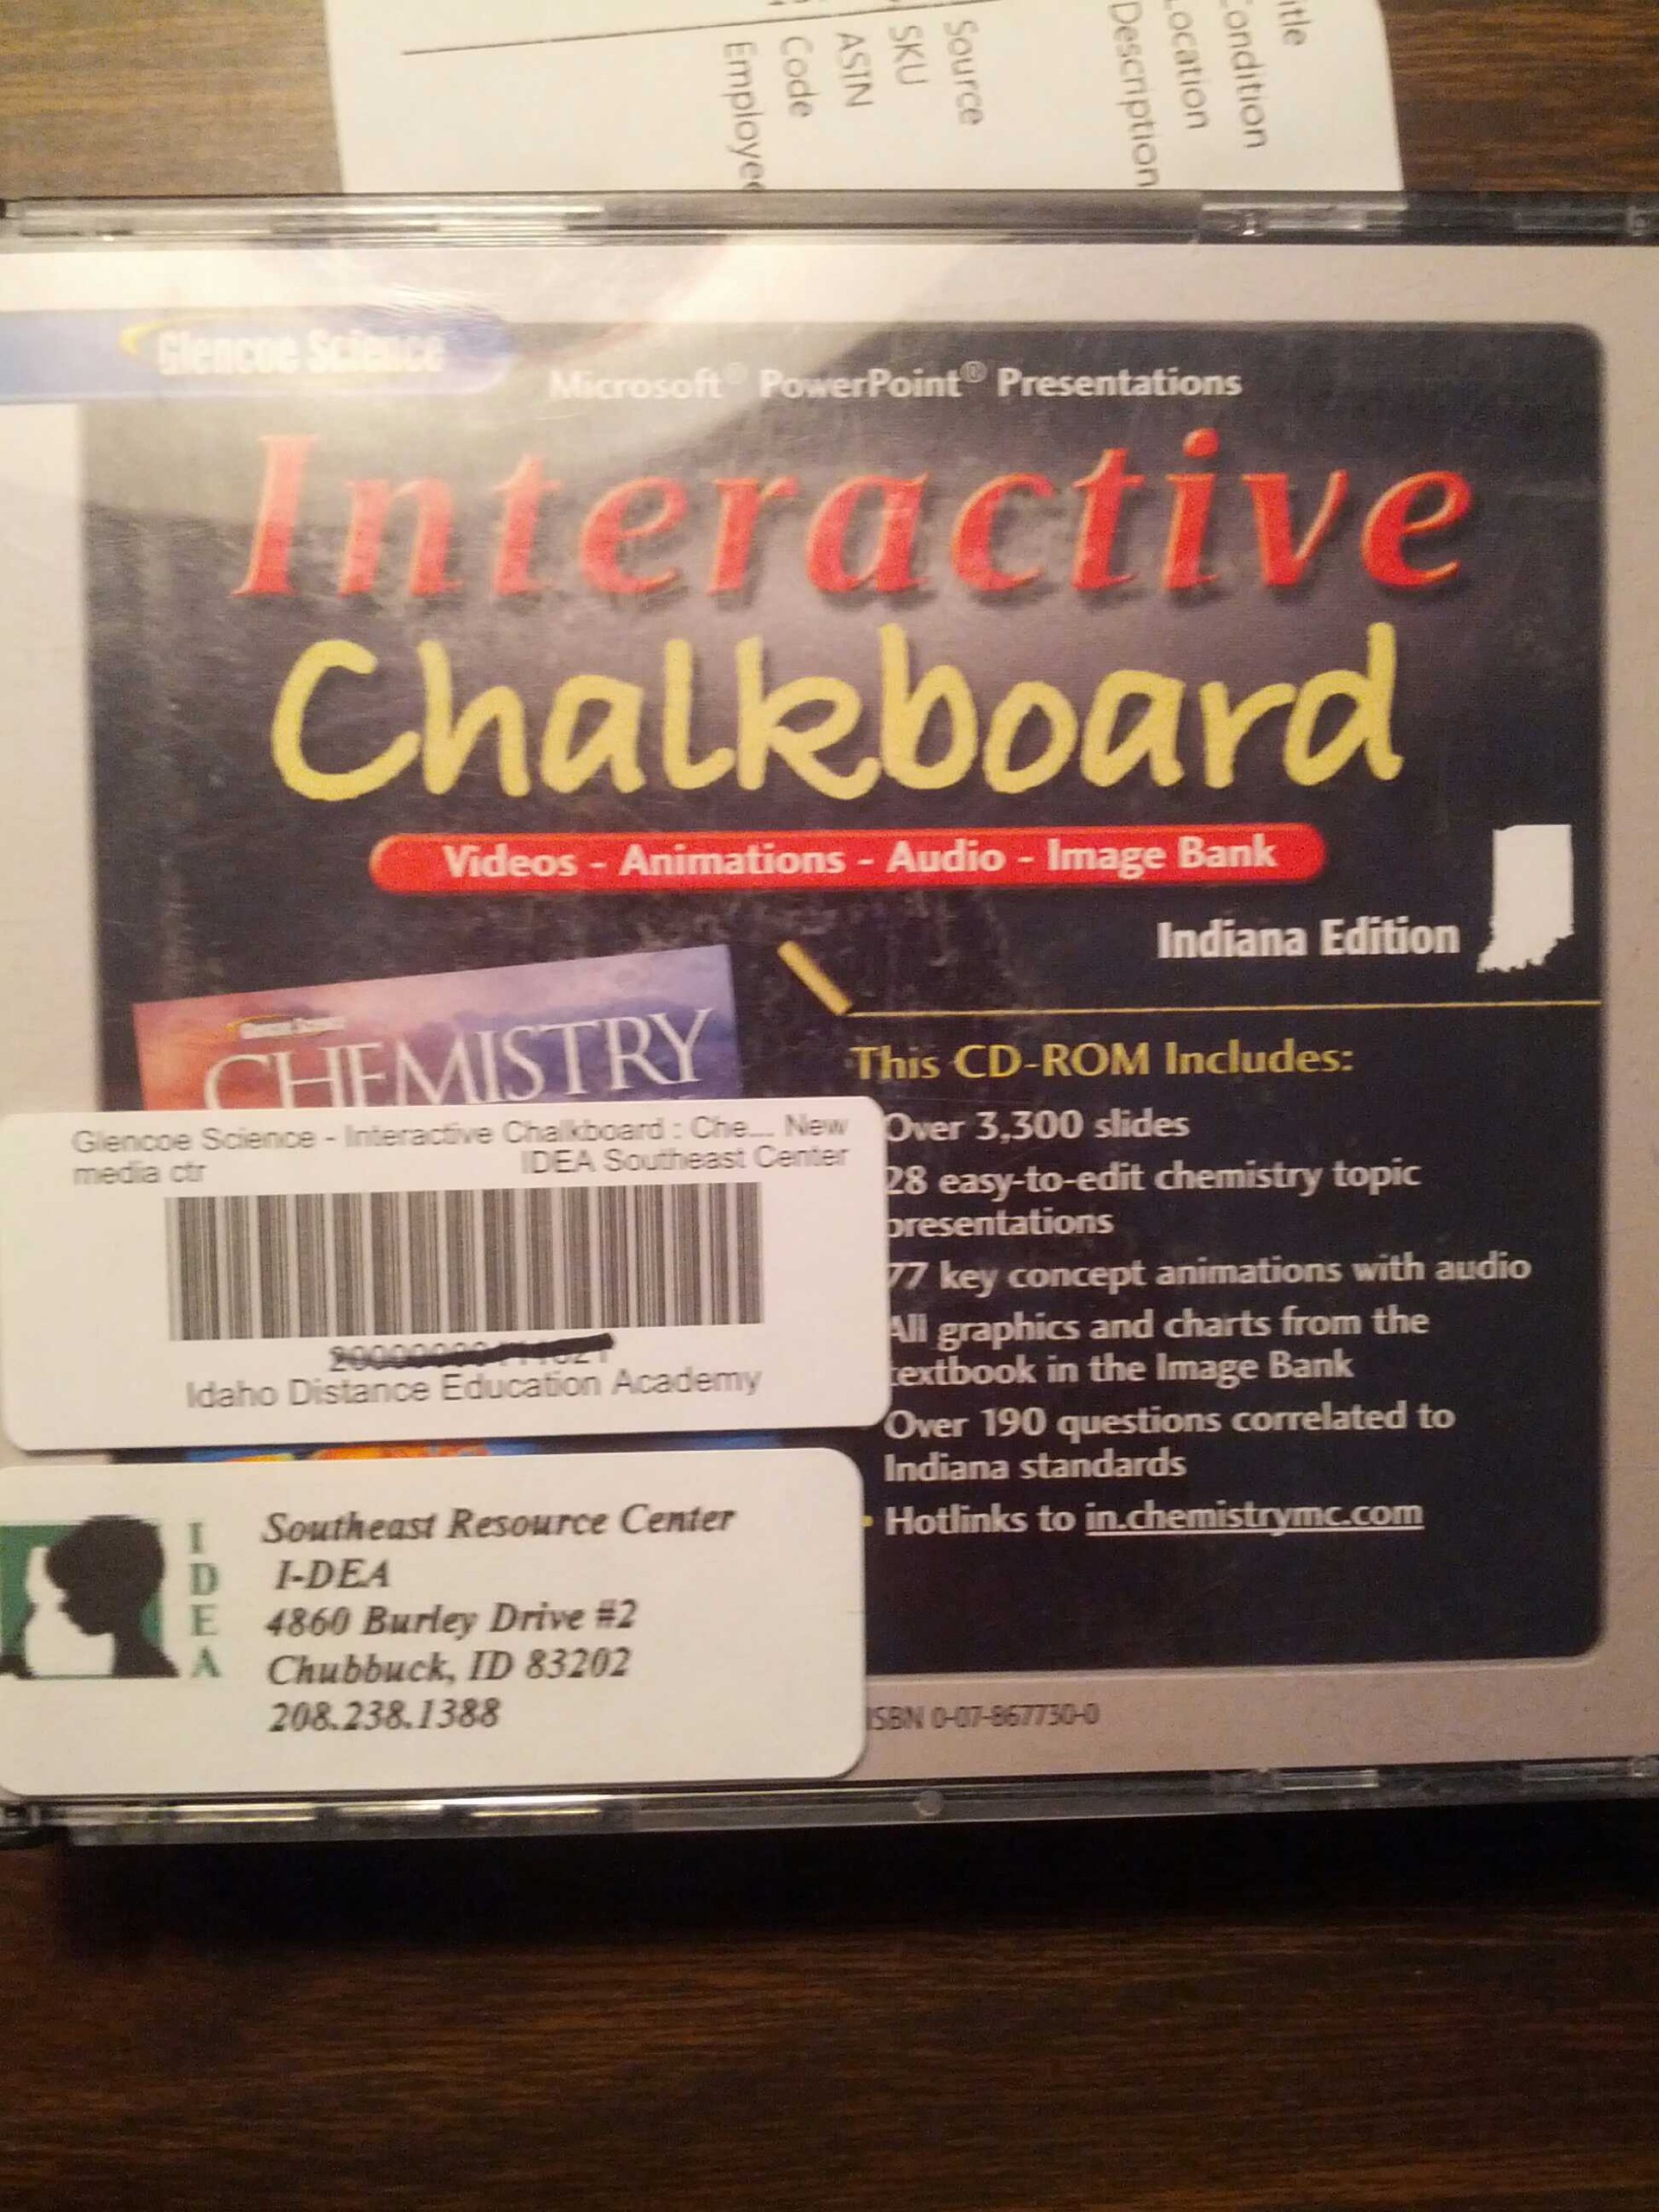 Title
Condition
Location
Description
Source
SKU
ASIN
Code
Employee
Glencoe Science
Microsoft® PowerPoint® Presentations
Interactive
Chalkboard
Videos - Animations - Audio - Image Bank
Indiana Edition
CHEMISTRY
This CD-ROM Includes:
Over 3,300 slides
28 easy-to-edit chemistry topic
presentations
77 key concept animations with audio
All graphics and charts from the
textbook in the Image Bank
Over 190 questions correlated to
Indiana standards
• Hotlinks to in.chemistrymc.com
Glencoe Science - Interactive Chalkboard : Che... New
media ctr IDEA Southeast Center
Idaho Distance Education Academy
IDEA
Southeast Resource Center
I-DEA
4860 Burley Drive #2
Chubbuck, ID 83202
208.238.1388
ISBN 0-07-867730-0